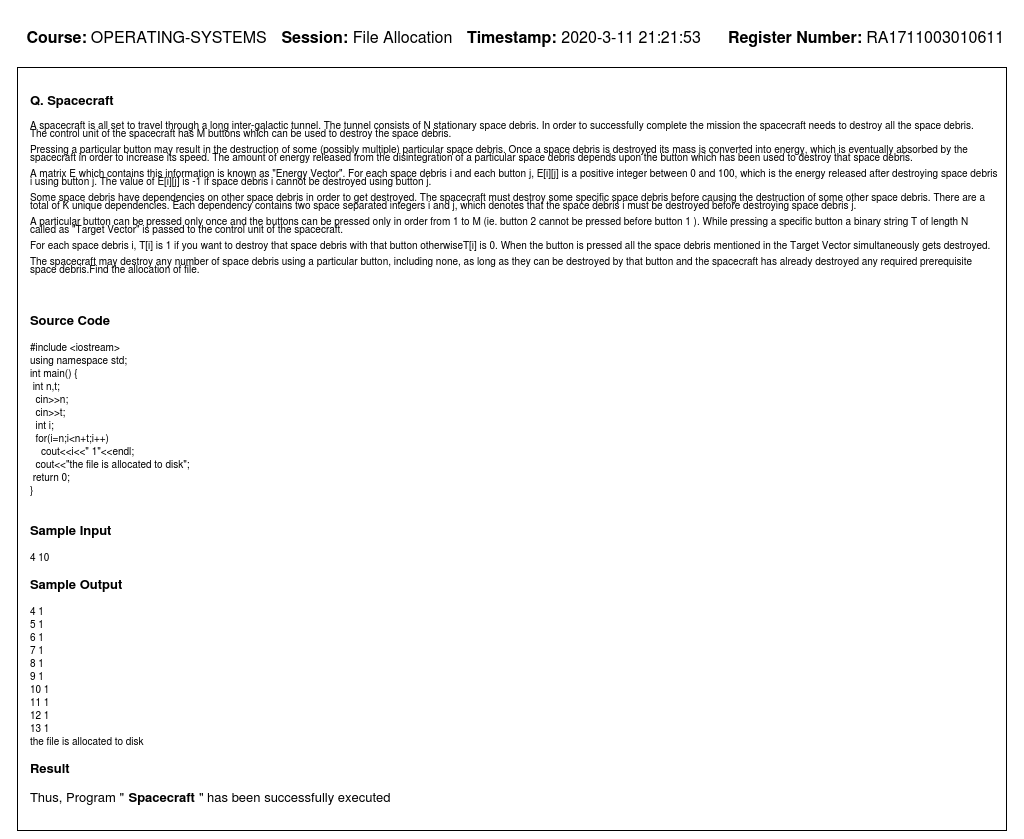 Course: OPERATING-SYSTEMS Session: File Allocation Timestamp: 2020-3-11 21:21:53 Register Number: RA1711003010611
Q. Spacecraft
A spacecraft is all set to travel through a long inter-galactic tunnel. The tunnel consists of N stationary space debris. In order to successfully complete the mission the spacecraft needs to destroy all the space debris.
The control unit of the spacecraft has M buttons which can be used to destroy the space debris.
Pressing a particular button may result in the destruction of some (possibly multiple) particular space debris. Once a space debris is destroyed its mass is converted into energy, which is eventually absorbed by the
spacecraft in order to increase its speed. The amount of energy released from the disintegration of a particular space debris depends upon the button which has been used to destroy that space debris.
A matrix E which contains this information is known as "Energy Vector". For each space debris i and each button j, E[i][j] is a positive integer between 0 and 100, which is the energy released after destroying space debris
i using button j. The value of E[i][j] is -1 if space debris i cannot be destroyed using button j.
Some space debris have dependencies on other space debris in order to get destroyed. The spacecraft must destroy some specific space debris before causing the destruction of some other space debris. There are a
total of K unique dependencies. Each dependency contains two space separated integers i and j, which denotes that the space debris i must be destroyed before destroying space debris j.
A particular button can be pressed only once and the buttons can be pressed only in order from 1 to M (ie. button 2 cannot be pressed before button 1 ). While pressing a specific button a binary string T of length N
called as "Target Vector" is passed to the control unit of the spacecraft.
For each space debris i, T[i] is 1 if you want to destroy that space debris with that button otherwiseT[i] is 0. When the button is pressed all the space debris mentioned in the Target Vector simultaneously gets destroyed.
The spacecraft may destroy any number of space debris using a particular button, including none, as long as they can be destroyed by that button and the spacecraft has already destroyed any required prerequisite
space debris.Find the allocation of file.
Source Code
#include <iostream>
using namespace std;
int main() {
int n,t;
cin>>n;
cin>>t;
int i;
for(i=n;i<n+t;i++)
cout<<i<<" 1"<<endl;
cout<<"the file is allocated to disk";
return 0;
}
Sample Input
4 10
Sample Output
4 1
5 1
6 1
7 1
8 1
9 1
10 1
11 1
12 1
13 1
the file is allocated to disk
Result
Thus, Program " Spacecraft " has been successfully executed